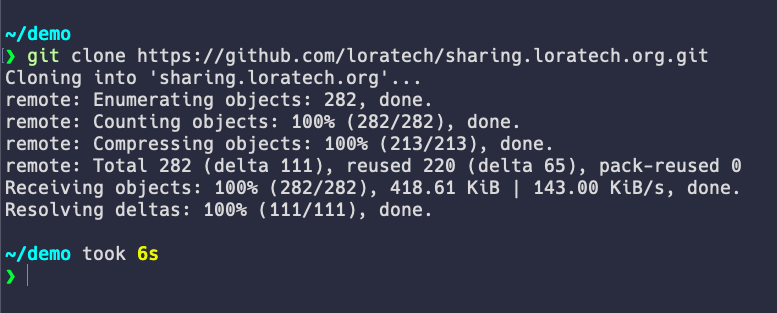 ~/demo
❯ git clone https://github.com/loratech/sharing.loratech.org.git
Cloning into 'sharing.loratech.org'...
remote: Enumerating objects: 282, done.
remote: Counting objects: 100% (282/282), done.
remote: Compressing objects: 100% (213/213), done.
remote: Total 282 (delta 111), reused 220 (delta 65), pack-reused 0
Receiving objects: 100% (282/282), 418.61 KiB | 143.00 KiB/s, done.
Resolving deltas: 100% (111/111), done.
~/demo took 6s
❯